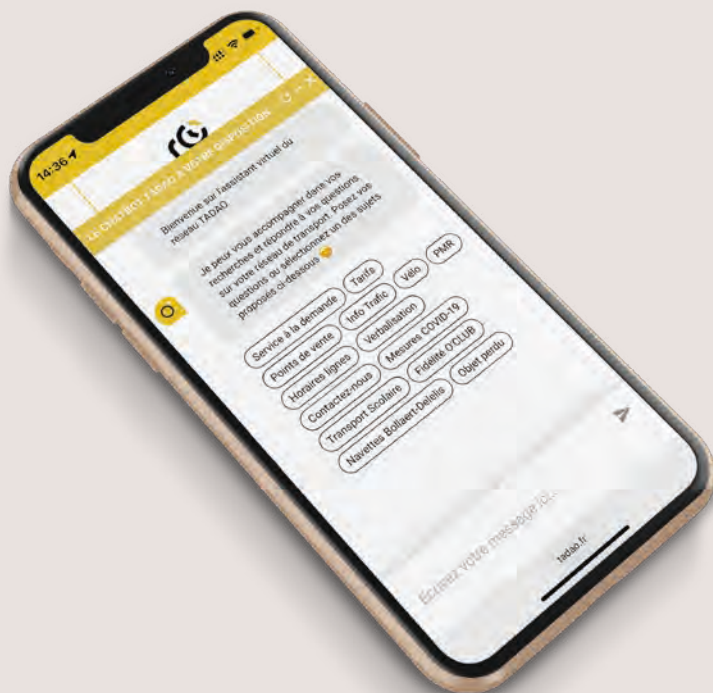 14:36
LE CHATBOT TADAO À VOTRE DISPOSITION
Bienvenue sur l'assistant virtuel du
réseau TADAO
Je peux vous accompagner dans vos
recherches et répondre à vos questions
sur votre réseau de transport. Posez vos
questions ou sélectionnez un des sujets
proposés ci-dessous
Service à la demande Tarifs
Points de vente Info Trafic Vélo PMR
Horaires lignes Verbalisation
Contactez-nous Mesures COVID-19
Transport Scolaire Fidélité O'CLUB
Navettes Bollaert-Delelis Objet perdu
Écrivez votre message ici...
tadao.fr